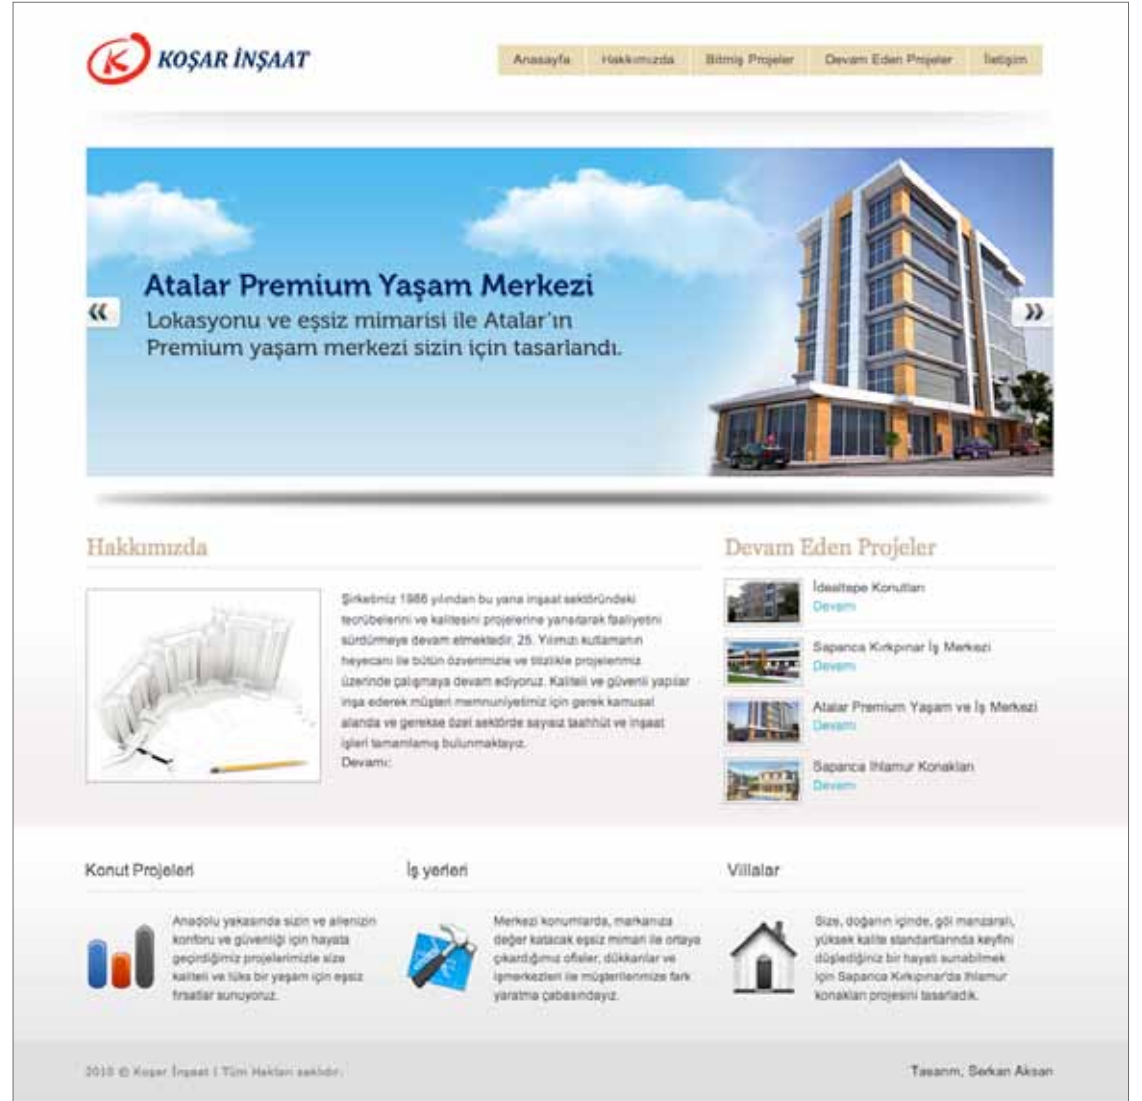 KOŞAR İNŞAAT
Anasayfa Hakkımızda Bitmiş Projeler Devam Eden Projeler İletişim
Atalar Premium Yaşam Merkezi
Lokasyonu ve eşsiz mimarisi ile Atalar'ın
Premium yaşam merkezi sizin için tasarlandı.
Hakkımızda
Şirketimiz 1986 yılından bu yana inşaat sektöründeki
tecrübelerini ve kalitesini projelerine yansıtarak faaliyetini
sürdürmeye devam etmektedir. 25. Yılımızı kutlamanın
heyecanı ile bütün özverimizle ve titizlikle projelerimiz
üzerinde çalışmaya devam ediyoruz. Kaliteli ve güvenli yapılar
inşa ederek müşteri memnuniyetimiz için gerek kamusal
alanda ve gerekse özel sektörde sayısız taahhüt ve inşaat
işleri tamamlamış bulunmaktayız.
Devamı:
Devam Eden Projeler
İdealtepe Konutları
Devamı
Sapanca Kırkpınar İş Merkezi
Devamı
Atalar Premium Yaşam ve İş Merkezi
Devamı
Sapanca Ihlamur Konakları
Devamı
Konut Projeleri
Anadolu yakasında sizin ve ailenizin
konforu ve güvenliği için hayata
geçirdiğimiz projelerimizle size
kaliteli ve lüks bir yaşam için eşsiz
fırsatlar sunuyoruz.
İş yerleri
Merkezi konumlarda, markanıza
değer katacak eşsiz mimari ile ortaya
çıkardığımız ofisler, dükkanlar ve
işmerkezleri ile müşterilerimize fark
yaratma çabasındayız.
Villalar
Size, doğanın içinde, göl manzaralı,
yüksek kalite standartlarında keyfini
düşlediğiniz bir hayatı sunabilmek
için Sapanca Kırkpınar'da Ihlamur
konakları projesini tasarladık.
2010 © Koşar İnşaat | Tüm Hakları saklıdır.
Tasarım, Serkan Aksan